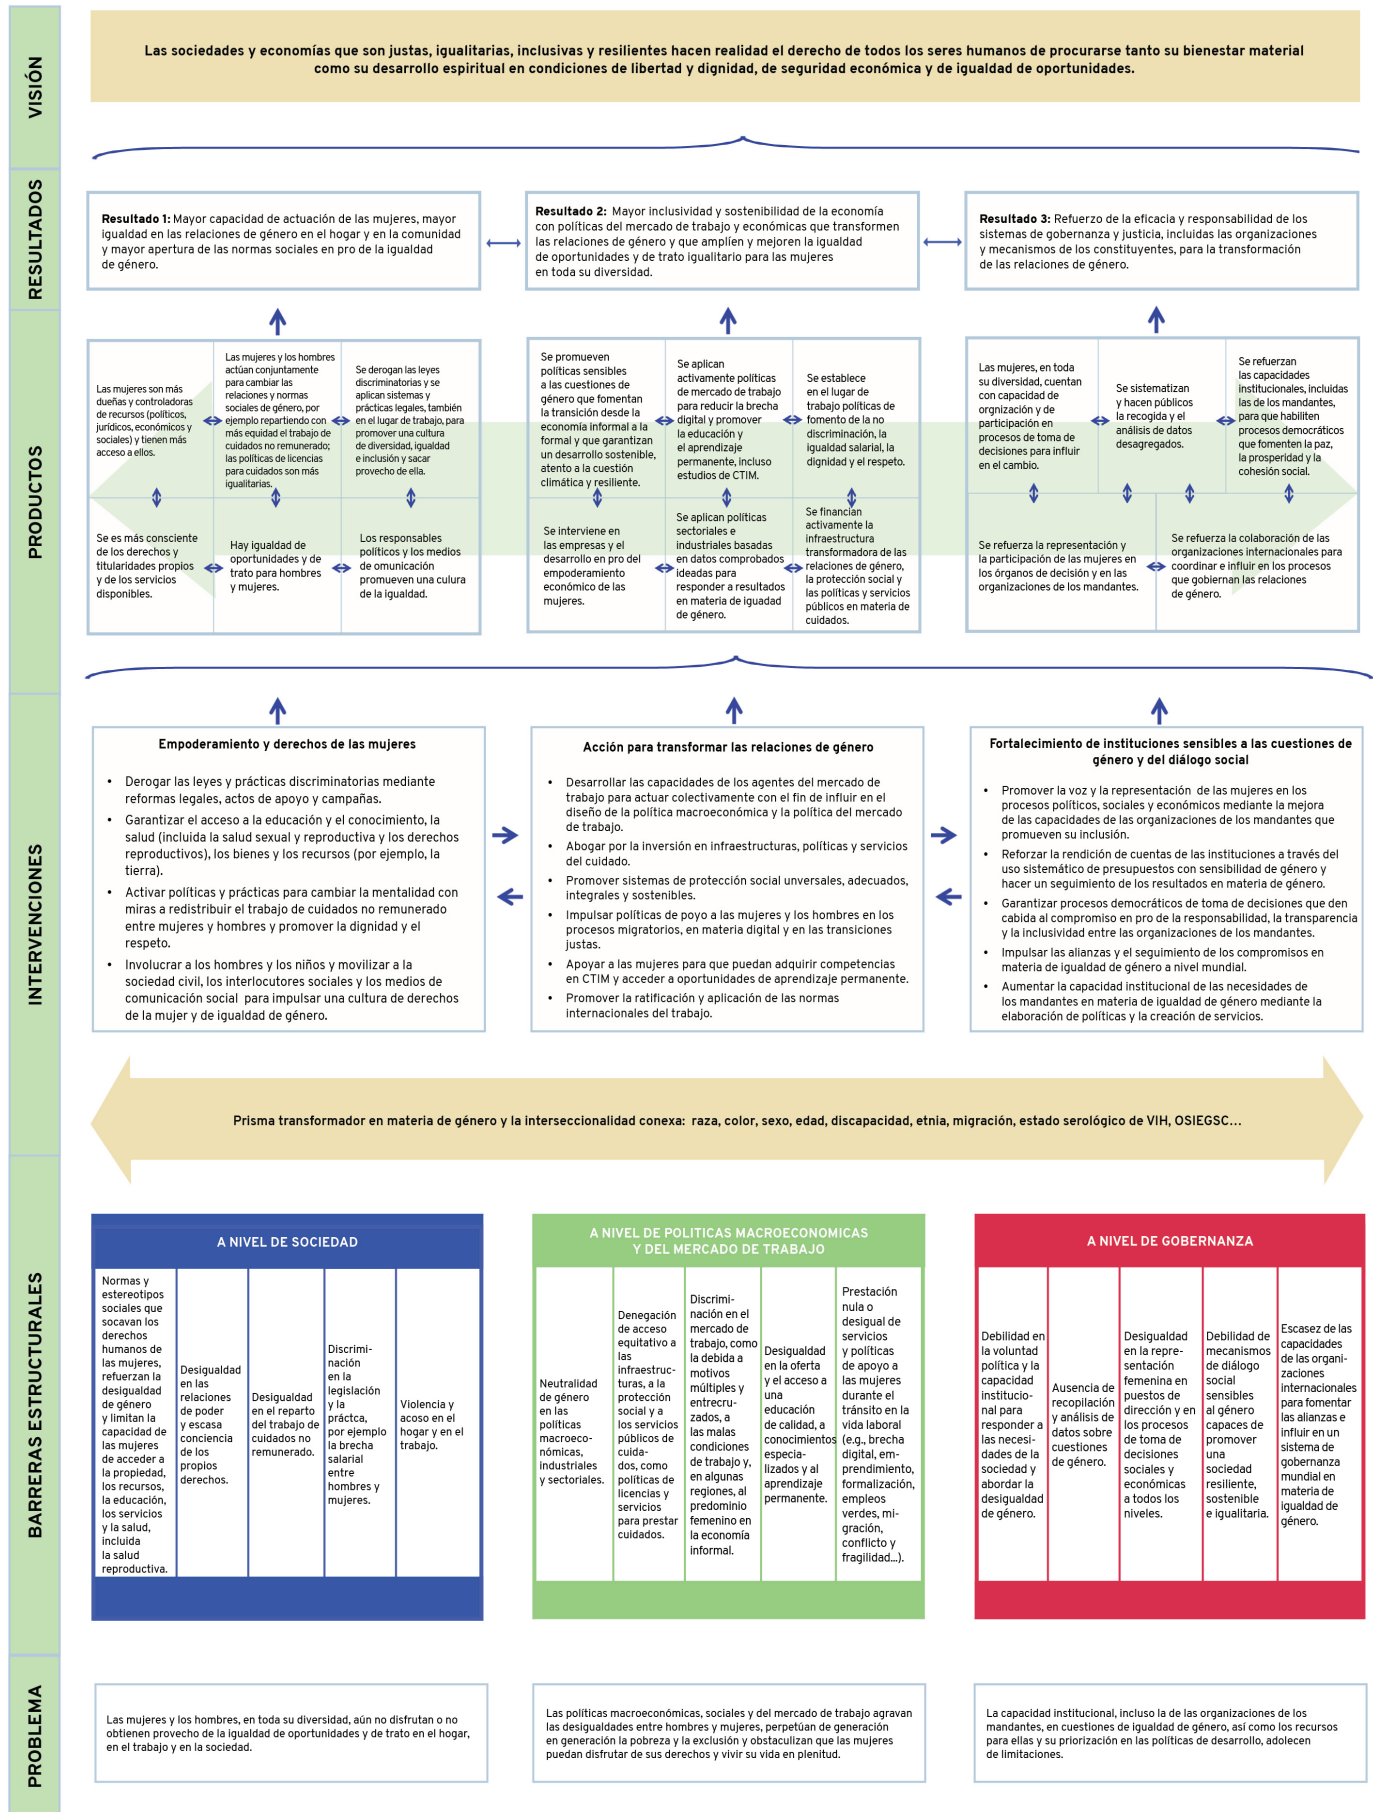 VISIÓN
Las sociedades y economías que son justas, igualitarias, inclusivas y resilientes hacen realidad el derecho de todos los seres humanos de procurarse tanto su bienestar material
como su desarrollo espiritual en condiciones de libertad y dignidad, de seguridad económica y de igualdad de oportunidades.
RESULTADOS
Resultado 1: Mayor capacidad de actuación de las mujeres, mayor
igualdad en las relaciones de género en el hogar y en la comunidad
y mayor apertura de las normas sociales en pro de la igualdad
de género.
Resultado 2: Mayor inclusividad y sostenibilidad de la economía
con políticas del mercado de trabajo y económicas que transformen
las relaciones de género y que amplíen y mejoren la igualdad
de oportunidades y de trato igualitario para las mujeres
en toda su diversidad.
Resultado 3: Refuerzo de la eficacia y responsabilidad de los
sistemas de gobernanza y justicia, incluidas las organizaciones
y mecanismos de los constituyentes, para la transformación
de las relaciones de género.
PRODUCTOS
Las mujeres son más
dueñas y controladoras
de recursos (políticos,
jurídicos, económicos y
sociales) y tienen más
acceso a ellos.
Las mujeres y los hombres
actúan conjuntamente
para cambiar las
relaciones y normas
sociales de género, por
ejemplo repartiendo con
más equidad el trabajo de
cuidados no remunerado;
las políticas de licencias
para cuidados son más
igualitarias.
Se derogan las leyes
discriminatorias y se
aplican sistemas y
prácticas legales, también
en el lugar de trabajo, para
promover una cultura
de diversidad, igualdad
e inclusión y sacar
provecho de ella.
Se es más consciente
de los derechos y
titularidades propios
y de los servicios
disponibles.
Hay igualdad de
oportunidades y de
trato para hombres
y mujeres.
Los responsables
políticos y los medios
de omunicación
promueven una culura
de la igualdad.
Se promueven
políticas sensibles
a las cuestiones de
género que fomentan
la transición desde la
economía informal a la
formal y que garantizan
un desarrollo sostenible,
atento a la cuestión
climática y resiliente.
Se aplican
activamente políticas
de mercado de trabajo
para reducir la brecha
digital y promover
la educación y
el aprendizaje
permanente, incluso
estudios de CTIM.
Se establece
en el lugar de
trabajo políticas de
fomento de la no
discriminación, la
igualdad salarial, la
dignidad y el respeto.
Se interviene en
las empresas y el
desarrollo en pro del
empoderamiento
económico de las
mujeres.
Se aplican políticas
sectoriales e
industriales basadas
en datos comprobados
ideadas para
responder a resultados
en materia de iguadad
de género.
Se financian
activamente la
infraestructura
transformadora de las
relaciones de género,
la protección social y
las políticas y servicios
públicos en materia de
cuidados.
Las mujeres, en toda
su diversidad, cuentan
con capacidad de
orgnización y de
participación en
procesos de toma de
decisiones para influir
en el cambio.
Se sistematizan
y hacen públicos
la recogida y el
análisis de datos
desagregados.
Se refuerzan
las capacidades
institucionales, incluidas
las de los mandantes,
para que habiliten
procesos democráticos
que fomenten la paz,
la prosperidad y la
cohesión social.
Se refuerza la representación y
la participación de las mujeres en
los órganos de decisión y en las
organizaciones de los mandantes.
Se refuerza la colaboración de las
organizaciones internacionales para
coordinar e influir en los procesos
que gobiernan las relaciones
de género.
INTERVENCIONES
Empoderamiento y derechos de las mujeres
• Derogar las leyes y prácticas discriminatorias mediante
reformas legales, actos de apoyo y campañas.
• Garantizar el acceso a la educación y el conocimiento, la
salud (incluida la salud sexual y reproductiva y los derechos
reproductivos), los bienes y los recursos (por ejemplo, la
tierra).
• Activar políticas y prácticas para cambiar la mentalidad con
miras a redistribuir el trabajo de cuidados no remunerado
entre mujeres y hombres y promover la dignidad y el
respeto.
• Involucrar a los hombres y los niños y movilizar a la
sociedad civil, los interlocutores sociales y los medios de
comunicación social para impulsar una cultura de derechos
de la mujer y de igualdad de género.
Acción para transformar las relaciones de género
• Desarrollar las capacidades de los agentes del mercado de
trabajo para actuar colectivamente con el fin de influir en el
diseño de la política macroeconómica y la política del mercado
de trabajo.
• Abogar por la inversión en infraestructuras, políticas y servicios
del cuidado.
• Promover sistemas de protección social unversales, adecuados,
integrales y sostenibles.
• Impulsar políticas de poyo a las mujeres y los hombres en los
procesos migratorios, en materia digital y en las transiciones
justas.
• Apoyar a las mujeres para que puedan adquirir competencias
en CTIM y acceder a oportunidades de aprendizaje permanente.
• Promover la ratificación y aplicación de las normas
internacionales del trabajo.
Fortalecimiento de instituciones sensibles a las cuestiones de
género y del diálogo social
• Promover la voz y la representación de las mujeres en los
procesos políticos, sociales y económicos mediante la mejora
de las capacidades de las organizaciones de los mandantes que
promueven su inclusión.
• Reforzar la rendición de cuentas de las instituciones a través del
uso sistemático de presupuestos con sensibilidad de género y
hacer un seguimiento de los resultados en materia de género.
• Garantizar procesos democráticos de toma de decisiones que den
cabida al compromiso en pro de la responsabilidad, la transparencia
y la inclusividad entre las organizaciones de los mandantes.
• Impulsar las alianzas y el seguimiento de los compromisos en
materia de igualdad de género a nivel mundial.
• Aumentar la capacidad institucional de las necesidades de
los mandantes en materia de igualdad de género mediante la
elaboración de políticas y la creación de servicios.
Prisma transformador en materia de género y la interseccionalidad conexa: raza, color, sexo, edad, discapacidad, etnia, migración, estado serológico de VIH, OSIEGSC...
BARRERAS ESTRUCTURALES
A NIVEL DE SOCIEDAD
Normas y
estereotipos
sociales que
socavan los
derechos
humanos de
las mujeres,
refuerzan la
desigualdad
de género
y limitan la
capacidad de
las mujeres
de acceder a
la propiedad,
los recursos,
la educación,
los servicios
y la salud,
incluida
la salud
reproductiva.
Desigualdad
en las
relaciones
de poder
y escasa
conciencia
de los
propios
derechos.
Desigualdad
en el reparto
del trabajo de
cuidados no
remunerado.
Discrimi-
nación
en la
legislación
y la
práctca,
por ejemplo
la brecha
salarial
entre
hombres y
mujeres.
Violencia y
acoso en el
hogar y en el
trabajo.
A NIVEL DE POLITICAS MACROECONOMICAS
Y DEL MERCADO DE TRABAJO
Neutralidad
de género
en las
políticas
macroeco-
nómicas,
industriales
y sectoriales.
Denegación
de acceso
equitativo a
las
infraestruc-
turas, a la
protección
social y a
los servicios
públicos de
cuida-
dos, como
políticas de
licencias y
servicios
para prestar
cuidados.
Discrimi-
nación en el
mercado de
trabajo, como
la debida a
motivos
múltiples y
entrecru-
zados, a
las malas
condiciones
de trabajo y,
en algunas
regiones, al
predominio
femenino en
la economía
informal.
Desigualdad
en la oferta
y el acceso a
una
educación
de calidad, a
conocimientos
especia-
lizados y al
aprendizaje
permanente.
Prestación
nula o
desigual de
servicios
y políticas
de apoyo a
las mujeres
durante el
tránsito en la
vida laboral
(e.g., brecha
digital, em-
prendimiento,
formalización,
empleos
verdes, mi-
gración,
conflicto y
fragilidad...).
A NIVEL DE GOBERNANZA
Debilidad en
la voluntad
política y la
capacidad
institucio-
nal para
responder a
las necesi-
dades de la
sociedad y
abordar la
desigualdad
de género.
Ausencia de
recopilación
y análisis de
datos sobre
cuestiones
de género.
Desigualdad
en la repre-
sentación
femenina en
puestos de
dirección y en
los procesos
de toma de
decisiones
sociales y
económicas
a todos los
niveles.
Debilidad de
mecanismos
de diálogo
social
sensibles
al género
capaces de
promover
una
sociedad
resiliente,
sostenible
e igualitaria.
Escasez de las
capacidades
de las organi-
zaciones
internacionales
para fomentar
las alianzas e
influir en un
sistema de
gobernanza
mundial en
materia de
igualdad de
género.
PROBLEMA
Las mujeres y los hombres, en toda su diversidad, aún no disfrutan o no
obtienen provecho de la igualdad de oportunidades y de trato en el hogar,
en el trabajo y en la sociedad.
Las políticas macroeconómicas, sociales y del mercado de trabajo agravan
las desigualdades entre hombres y mujeres, perpetúan de generación
en generación la pobreza y la exclusión y obstaculizan que las mujeres
puedan disfrutar de sus derechos y vivir su vida en plenitud.
La capacidad institucional, incluso la de las organizaciones de los
mandantes, en cuestiones de igualdad de género, así como los recursos
para ellas y su priorización en las políticas de desarrollo, adolecen
de limitaciones.